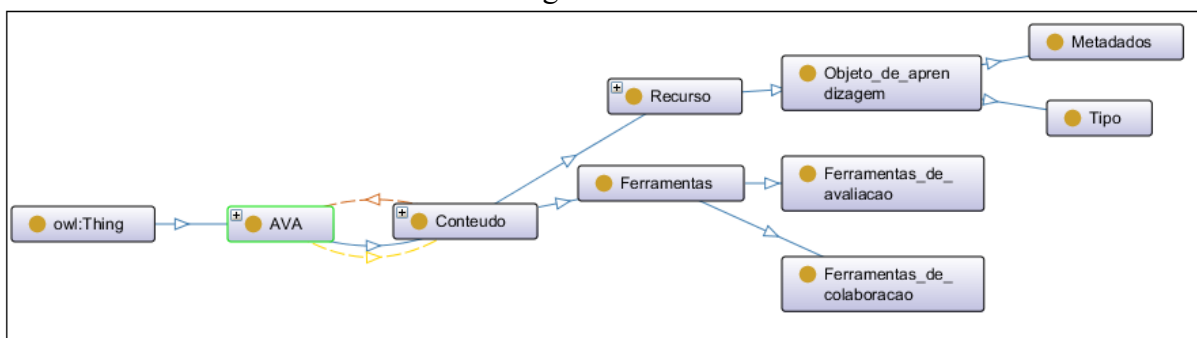 Metadados
Objeto_de_apren
dizagem
Recurso
Tipo
Ferramentas
Ferramentas_de_
avaliacao
owl:Thing
AVA
Conteudo
Ferramentas_de_
colaboracao